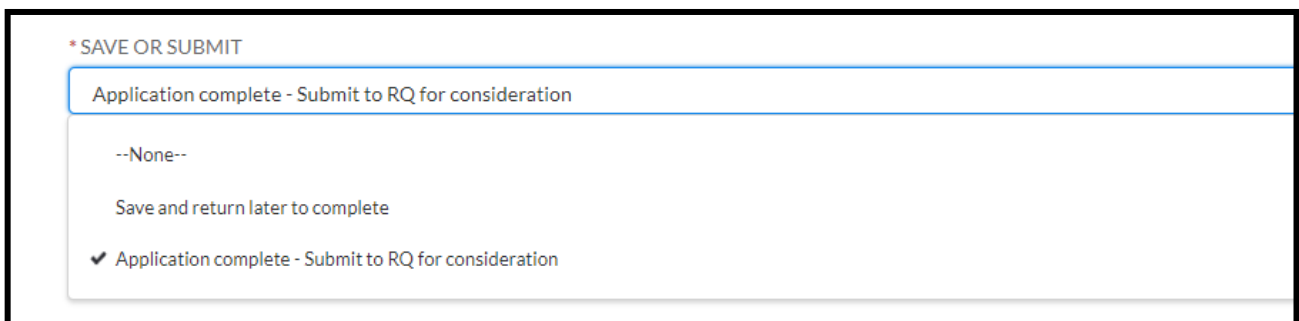 * SAVE OR SUBMIT
Application complete - Submit to RQ for consideration
--None--
Save and return later to complete
✔ Application complete - Submit to RQ for consideration